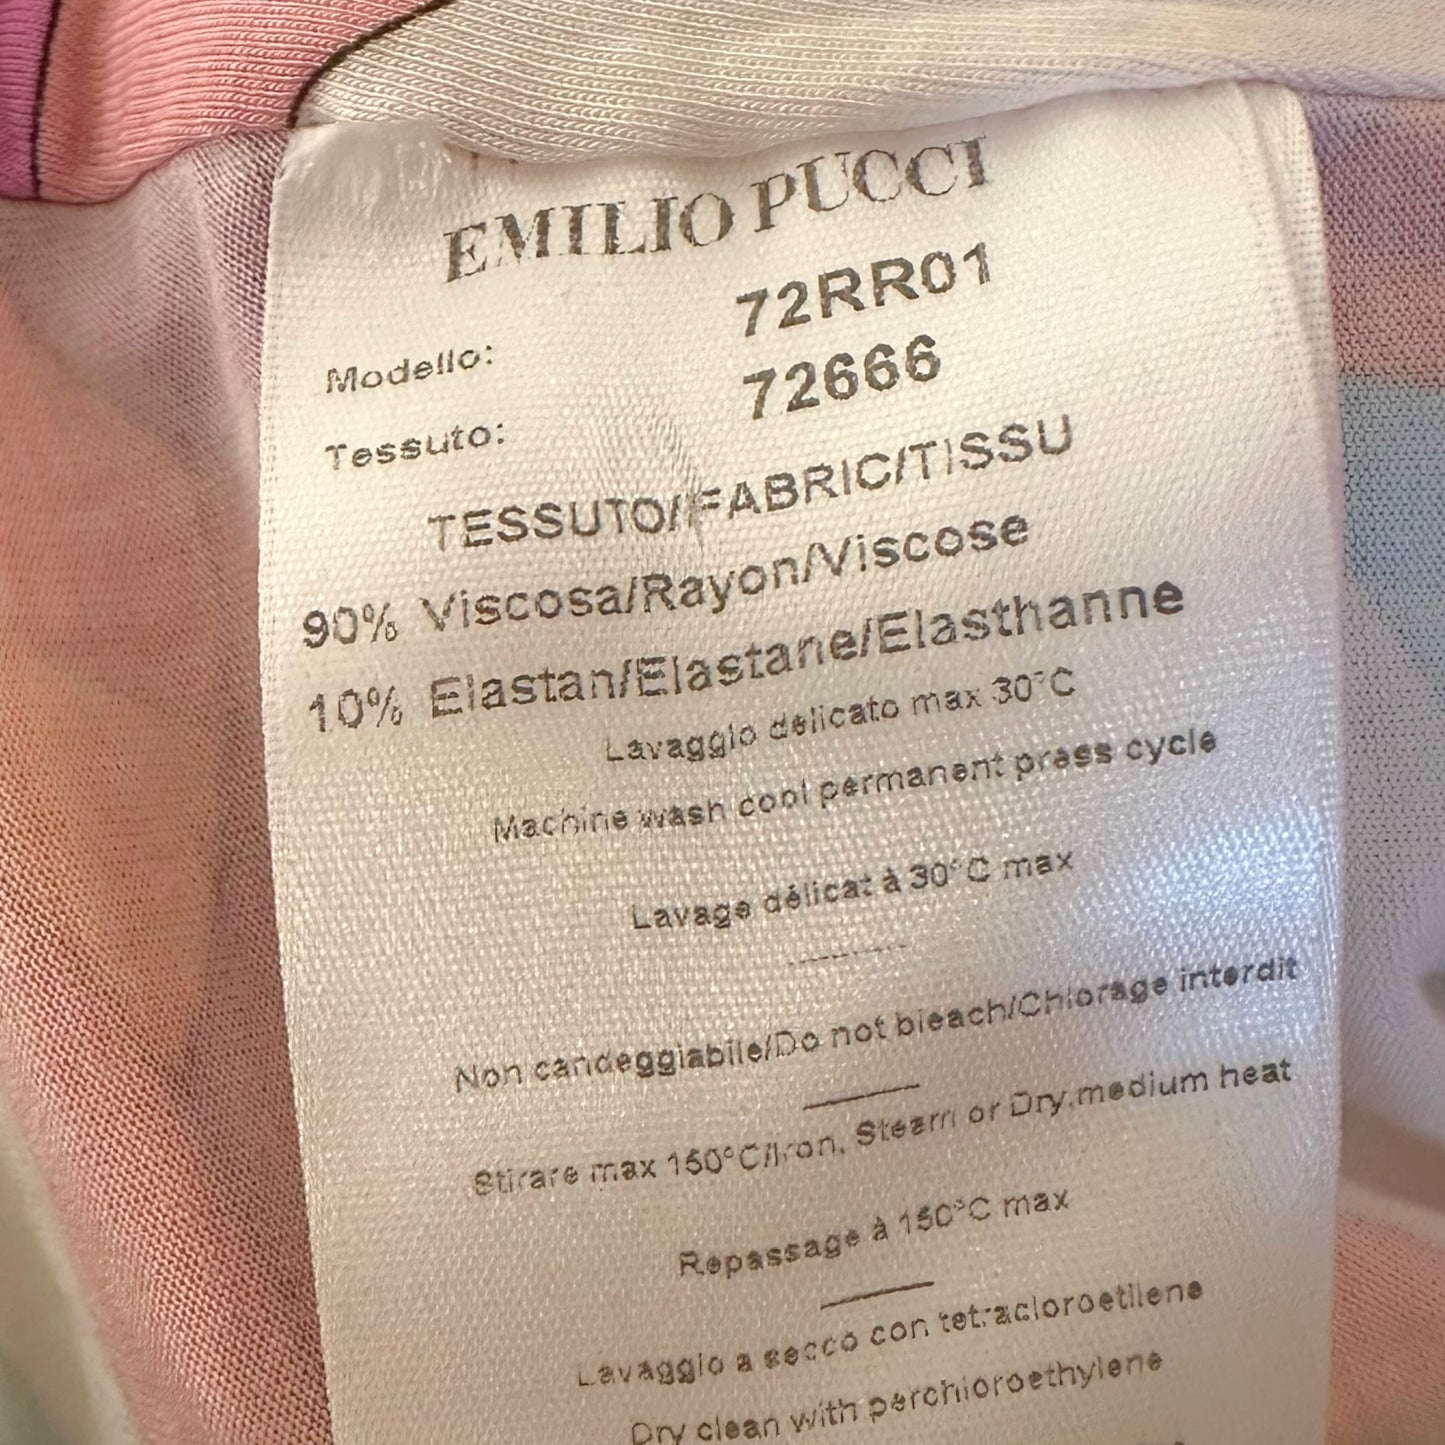 EMILIO PUCCI
Modello: 72RR01
Tessuto: 72666
TESSUTO/FABRIC/TISSU
90% Viscosa/Rayon/Viscose
10% Elastan/Elastane/Elasthanne
Lavaggio delicato max 30°C
Machine wash cool permanent press cycle
Lavage délicat à 30°C max
Non candeggiabile/Do not bleach/Chlorage interdit
Stirare max 150°C/Iron, Steam or Dry,medium heat
Repassage à 150°C max
Lavaggio a secco con tetracloroetilene
Dry clean with perchloroethylene